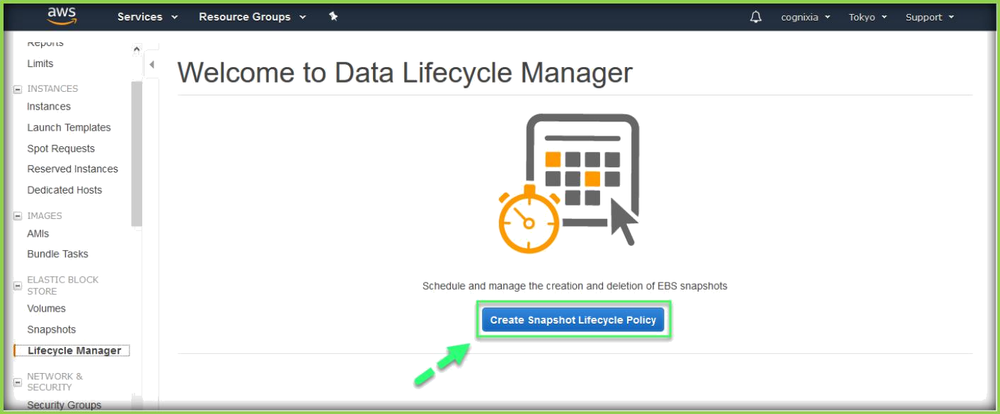 aws
Services
Resource Groups
cognixia
Tokyo
Support
Reports
Limits
INSTANCES
Instances
Launch Templates
Spot Requests
Reserved Instances
Dedicated Hosts
IMAGES
AMIs
Bundle Tasks
ELASTIC BLOCK
STORE
Volumes
Snapshots
Lifecycle Manager
NETWORK &
SECURITY
Security Groups
Welcome to Data Lifecycle Manager
Schedule and manage the creation and deletion of EBS snapshots
Create Snapshot Lifecycle Policy